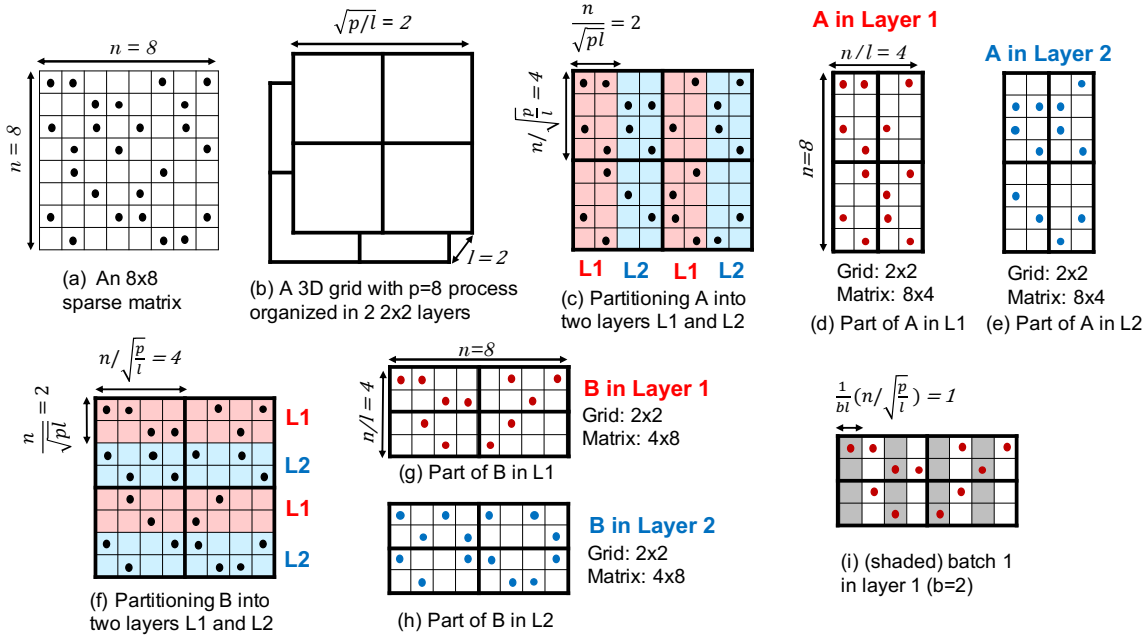 n = 8
n = 8
(a) An 8x8
sparse matrix
√p/l = 2
l = 2
(b) A 3D grid with p=8 process
organized in 2 2x2 layers
n/√pl = 2
n/√p/l = 4
L1 L2 L1 L2
(c) Partitioning A into
two layers L1 and L2
A in Layer 1
n/l = 4
n=8
Grid: 2x2
Matrix: 8x4
(d) Part of A in L1
A in Layer 2
Grid: 2x2
Matrix: 8x4
(e) Part of A in L2
n/√p/l = 4
n/√pl = 2
L1
L2
L1
L2
(f) Partitioning B into
two layers L1 and L2
n=8
n/l = 4
B in Layer 1
Grid: 2x2
Matrix: 4x8
(g) Part of B in L1
B in Layer 2
Grid: 2x2
Matrix: 4x8
(h) Part of B in L2
1/bl (n/√p/l) = 1
(i) (shaded) batch 1
in layer 1 (b=2)